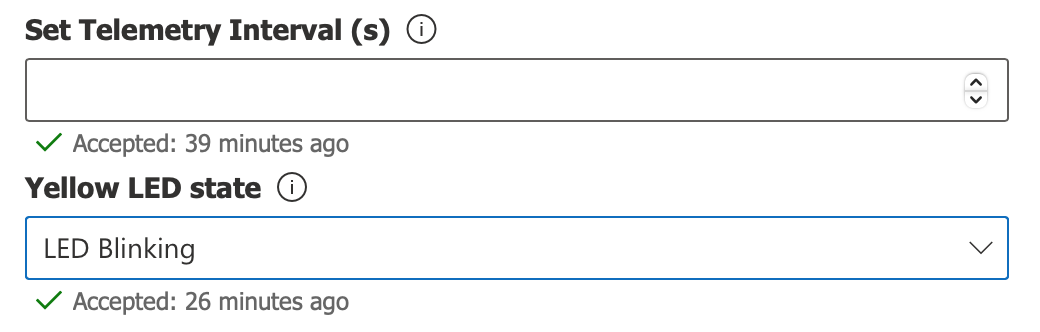 Set Telemetry Interval (s)
Accepted: 39 minutes ago
Yellow LED state
LED Blinking
Accepted: 26 minutes ago